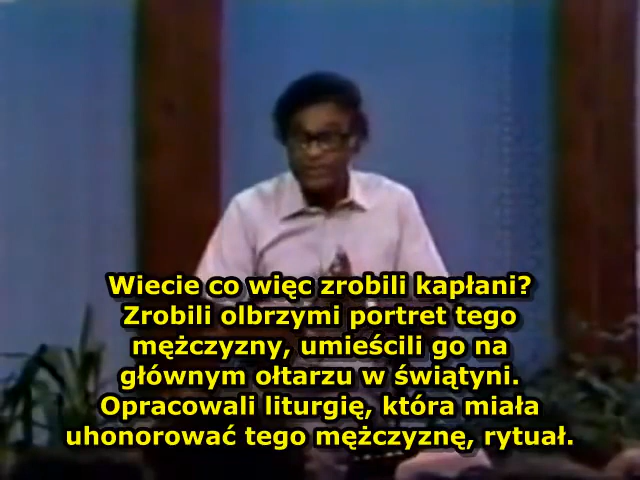 Wiecie co więc zrobili kapłani?
Zrobili olbrzymi portret tego
mężczyzny, umieścili go na
głównym ołtarzu w świątyni.
Opracowali liturgię, która miała
uhonorować tego mężczyznę, rytuał.